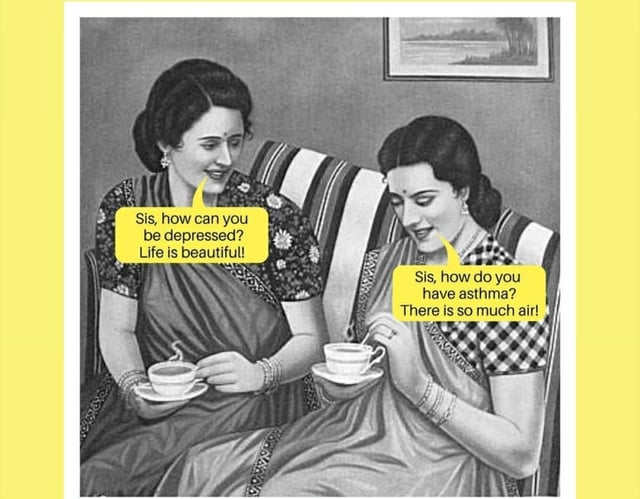 Sis, how can you
be depressed?
Life is beautiful!
Sis, how do you
have asthma?
There is so much air!